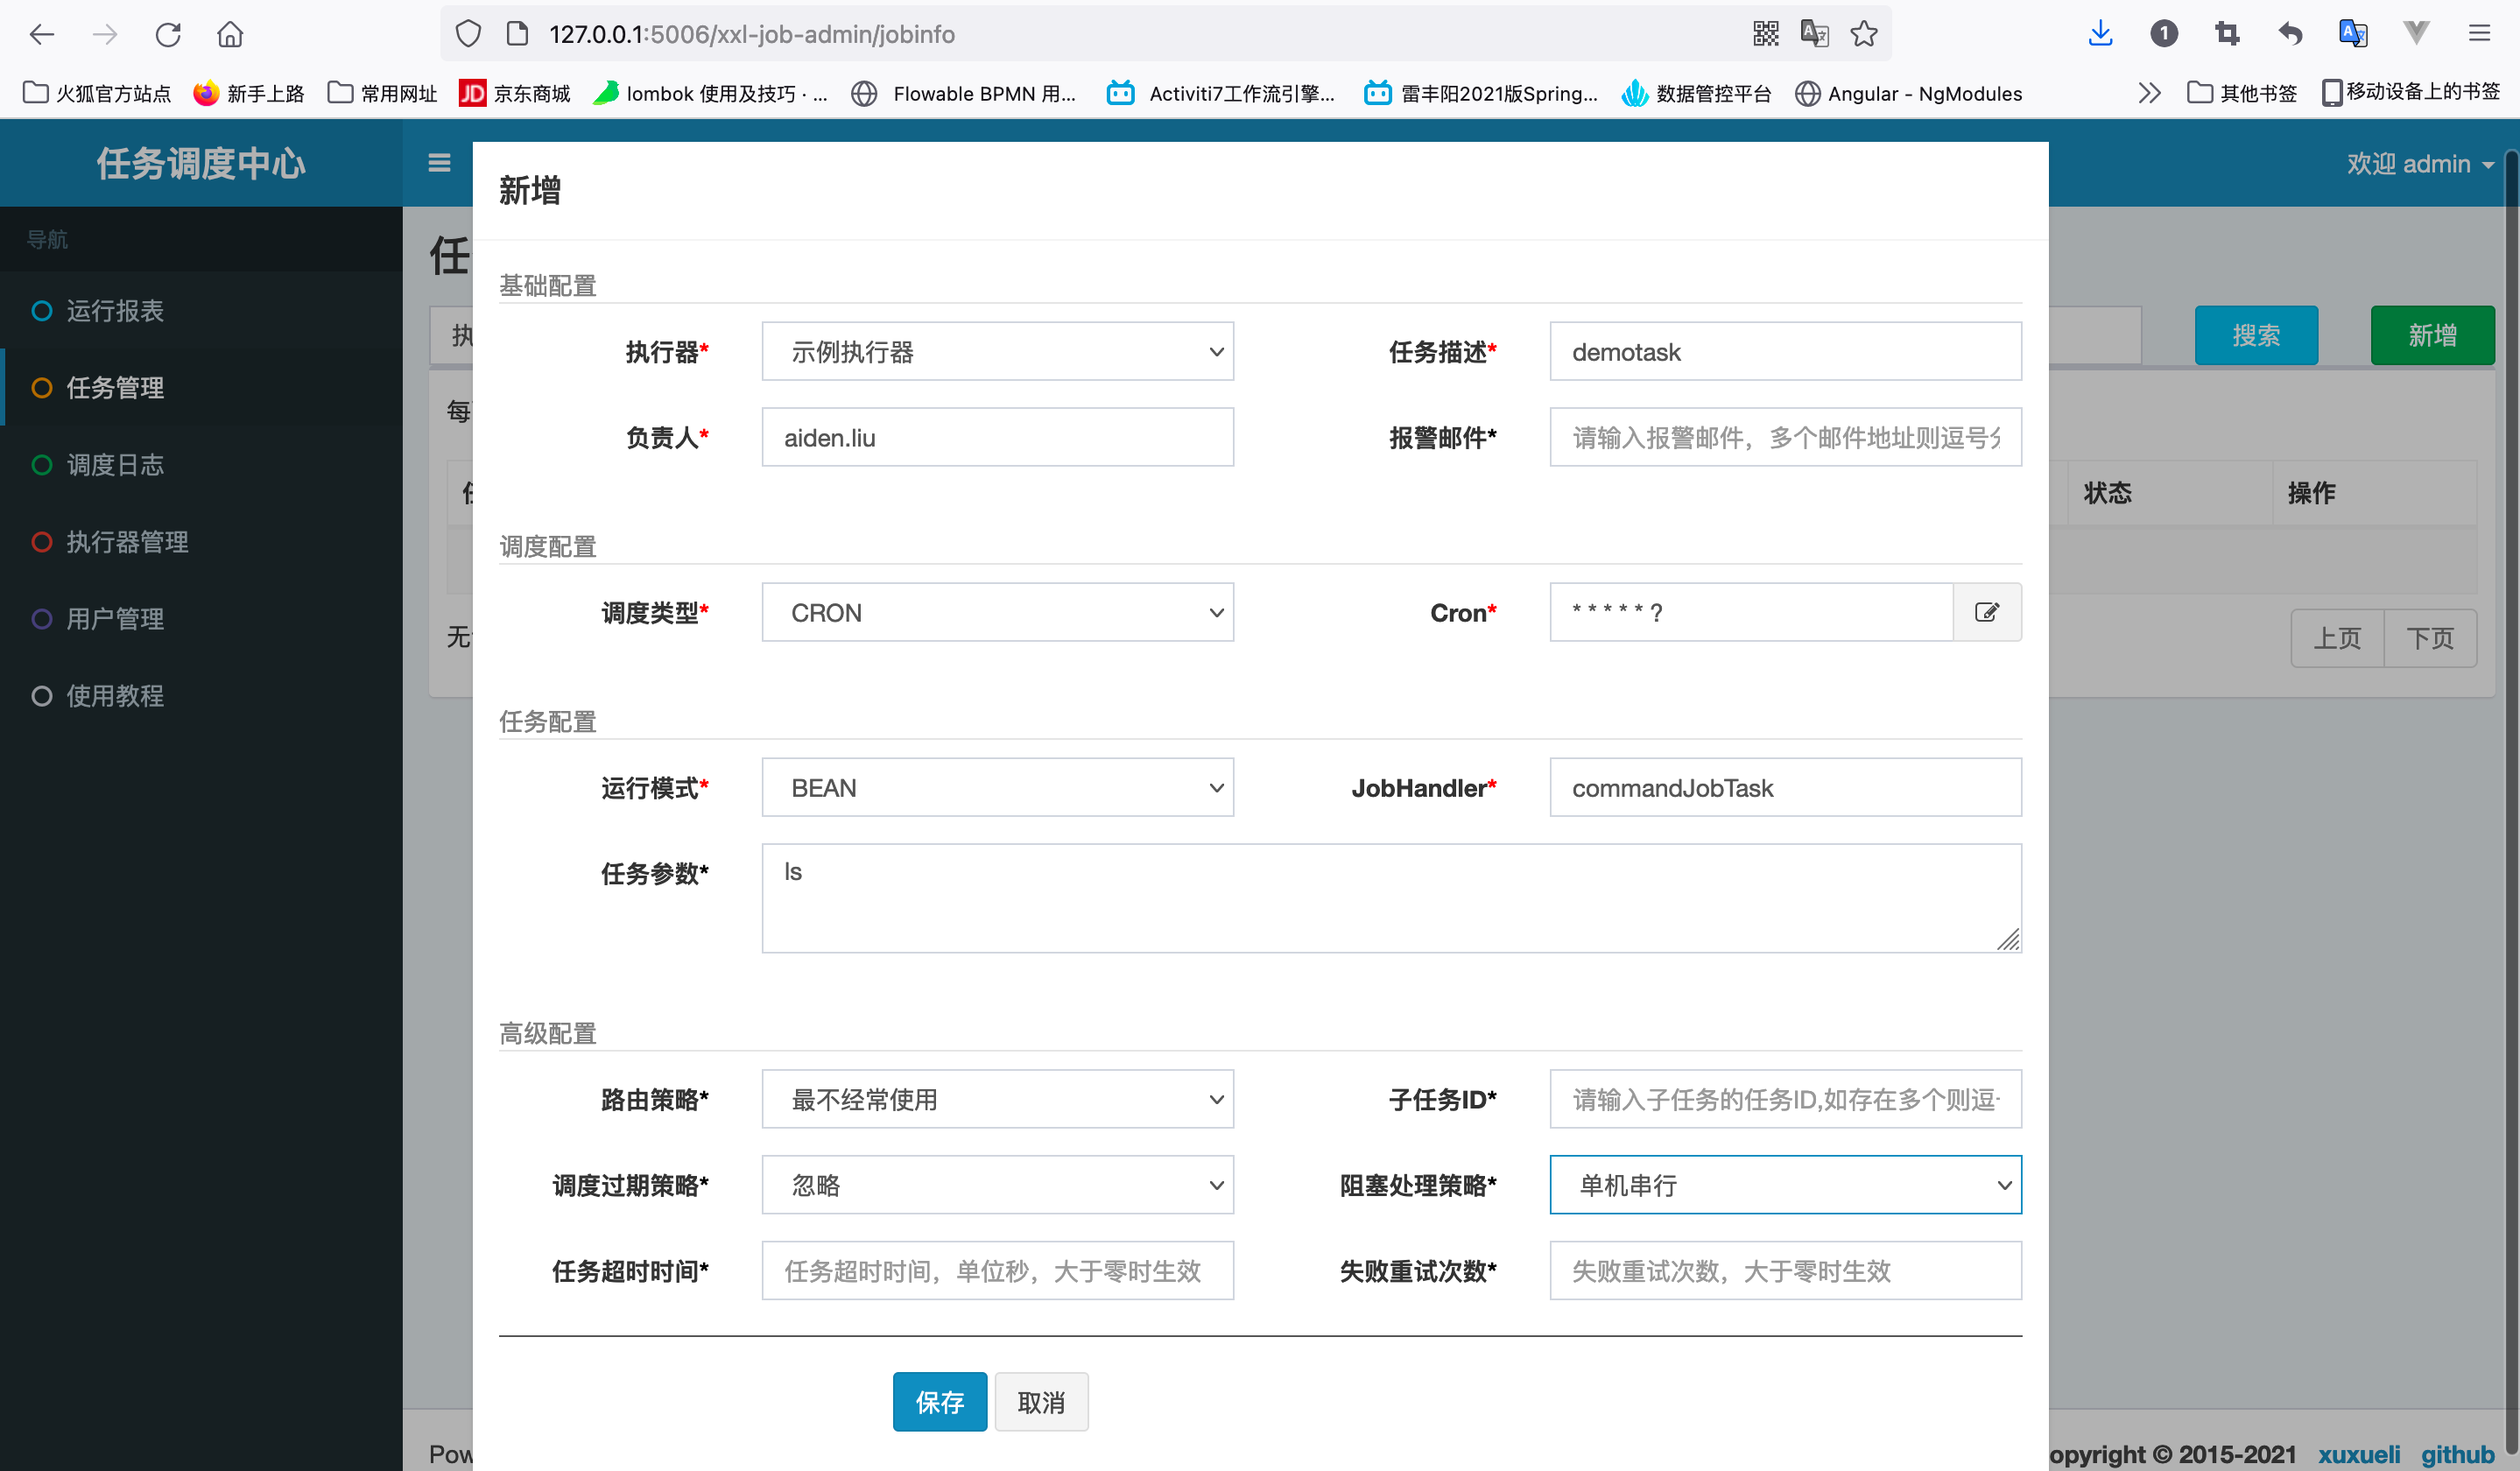 127.0.0.1:5006/xxl-job-admin/jobinfo
火狐官方站点 新手上路 常用网址 JD 京东商城 lombok 使用及技巧 · ... Flowable BPMN 用... Activiti7工作流引擎... 雷丰阳2021版Spring... 数据管控平台 Angular - NgModules 其他书签 移动设备上的书签
任务调度中心 欢迎 admin
导航
运行报表
任务管理
调度日志
执行器管理
用户管理
使用教程
任
执
搜索 新增
每
状态 操作
无
上页 下页
新增
基础配置
执行器* 示例执行器 任务描述* demotask
负责人* aiden.liu 报警邮件* 请输入报警邮件，多个邮件地址则逗号分
调度配置
调度类型* CRON Cron* * * * * * ?
任务配置
运行模式* BEAN JobHandler* commandJobTask
任务参数* ls
高级配置
路由策略* 最不经常使用 子任务ID* 请输入子任务的任务ID,如存在多个则逗
调度过期策略* 忽略 阻塞处理策略* 单机串行
任务超时时间* 任务超时时间，单位秒，大于零时生效 失败重试次数* 失败重试次数，大于零时生效
保存 取消
Pow opyright © 2015-2021 xuxueli github